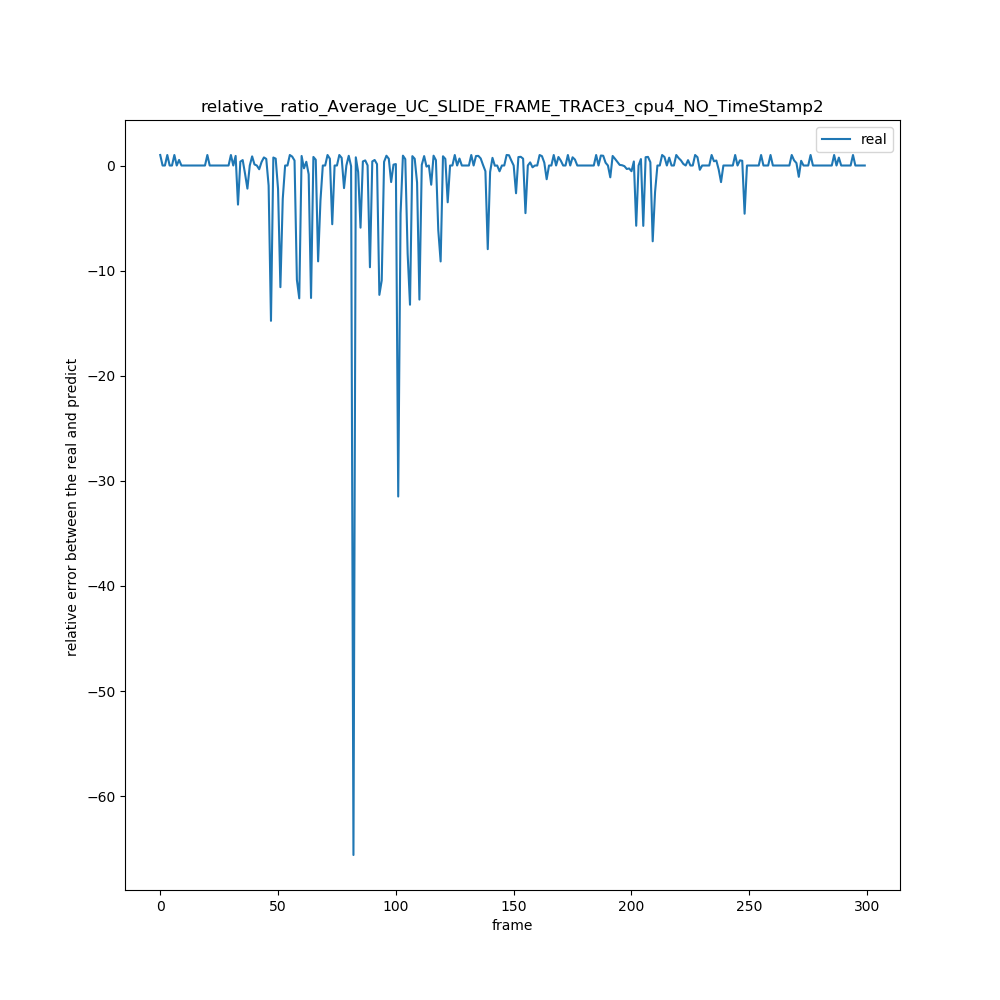 relative__ratio_Average_UC_SLIDE_FRAME_TRACE3_cpu4_NO_TimeStamp2
real
relative error between the real and predict
0
−10
−20
−30
−40
−50
−60
0 50 100 150 200 250 300
frame